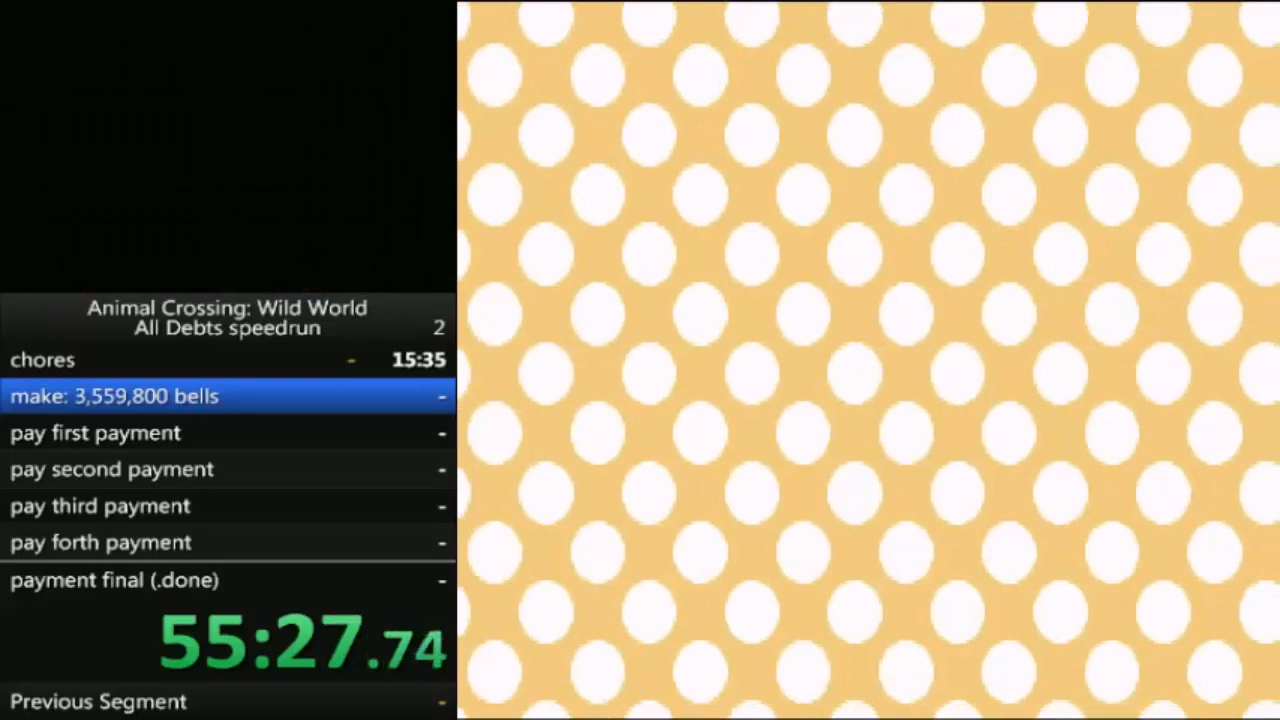 Animal Crossing: Wild World
All Debts speedrun 2
chores - 15:35
make: 3,559,800 bells -
pay first payment -
pay second payment -
pay third payment -
pay forth payment -
payment final (.done) -
55:27.74
Previous Segment -